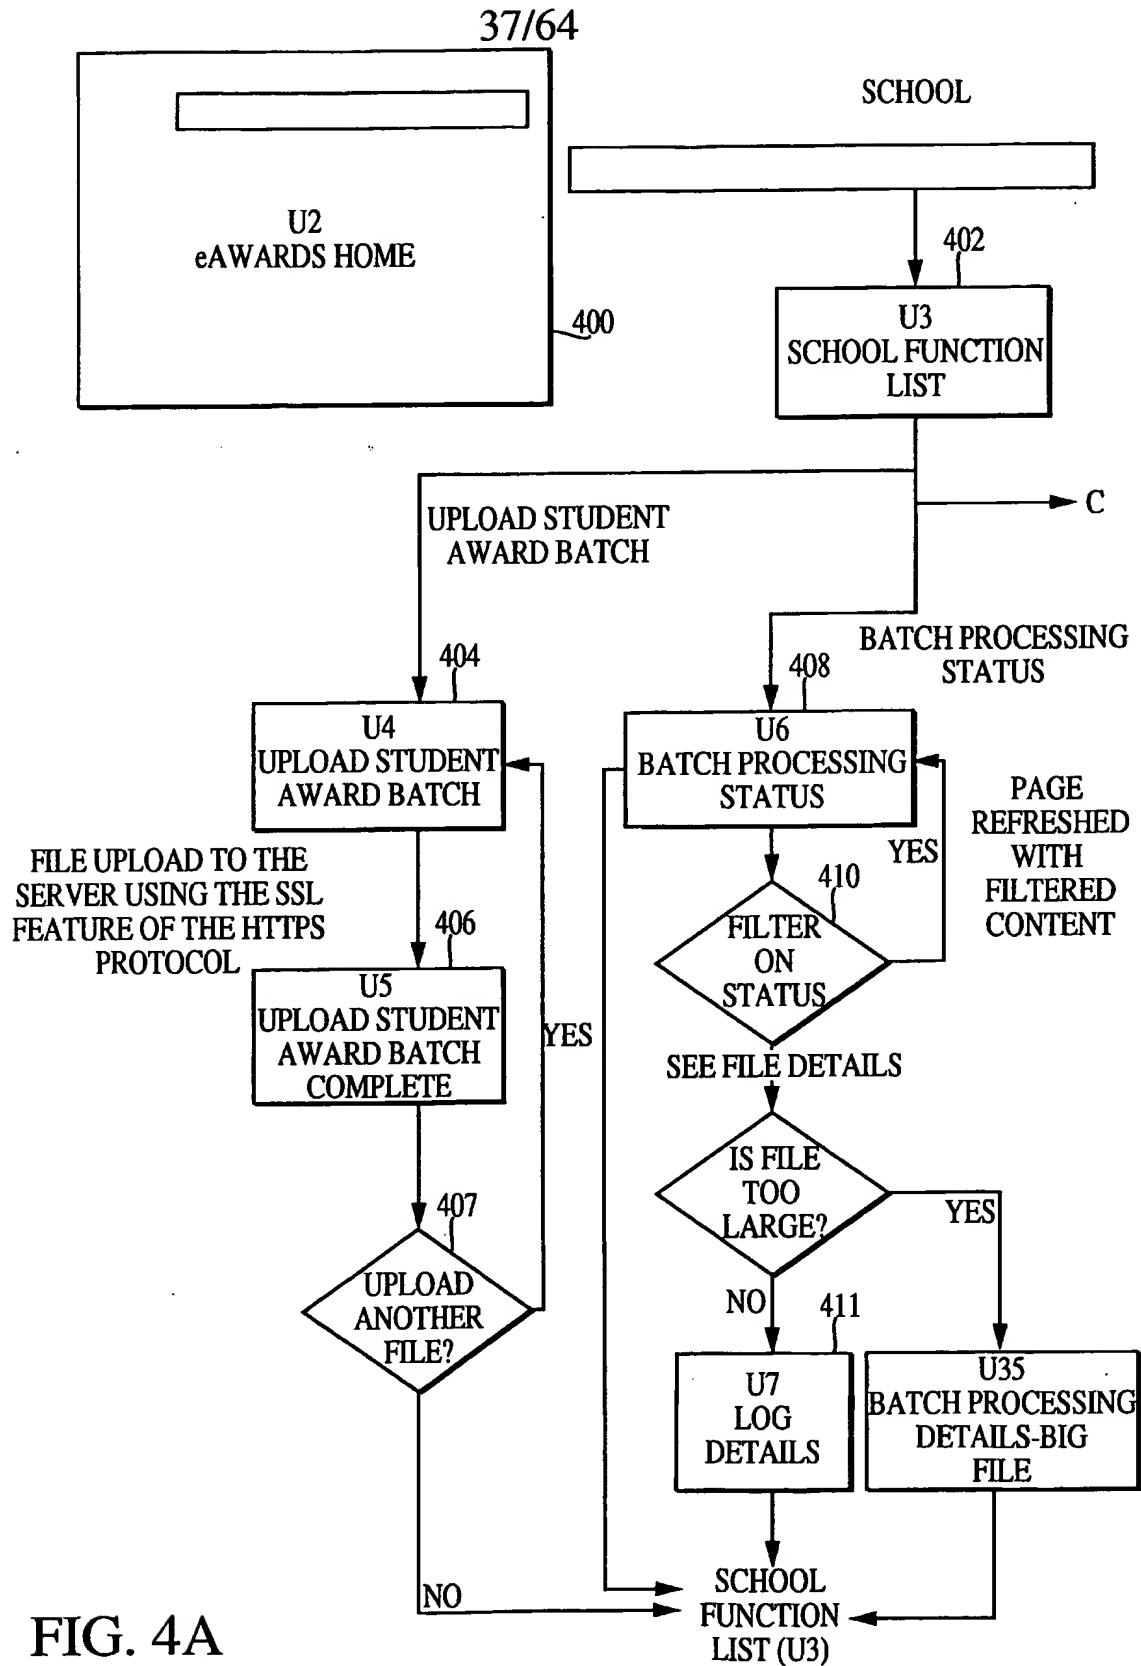 37/64
SCHOOL
U2
eAWARDS HOME
400
402
U3
SCHOOL FUNCTION
LIST
C
UPLOAD STUDENT
AWARD BATCH
BATCH PROCESSING
STATUS
404
U4
UPLOAD STUDENT
AWARD BATCH
408
U6
BATCH PROCESSING
STATUS
PAGE
REFRESHED
WITH
FILTERED
CONTENT
YES
FILE UPLOAD TO THE
SERVER USING THE SSL
FEATURE OF THE HTTPS
PROTOCOL
410
FILTER
ON
STATUS
406
U5
UPLOAD STUDENT
AWARD BATCH
COMPLETE
YES
SEE FILE DETAILS
IS FILE
TOO
LARGE?
YES
NO
407
UPLOAD
ANOTHER
FILE?
411
U7
LOG
DETAILS
U35
BATCH PROCESSING
DETAILS-BIG
FILE
NO
SCHOOL
FUNCTION
LIST (U3)
FIG. 4A